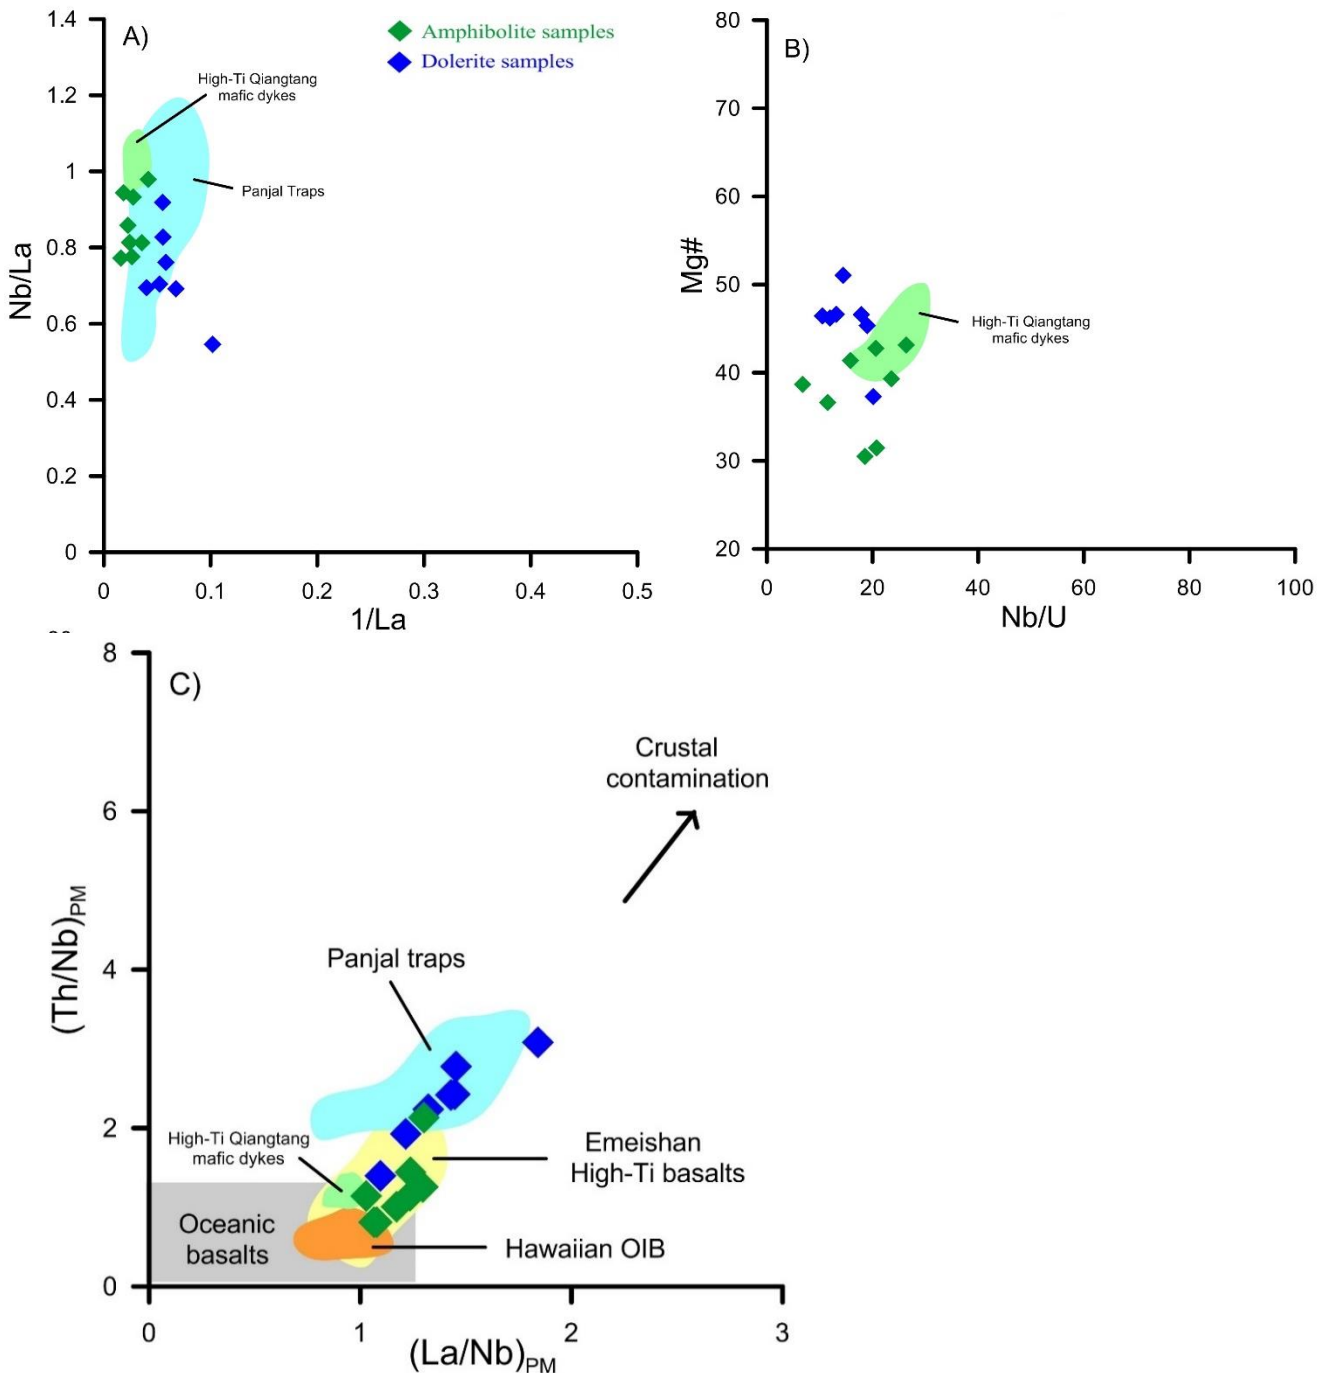 A)
Amphibolite samples
Dolerite samples
High-Ti Qiangtang
mafic dykes
Panjal Traps
Nb/La
1.4
1.2
1
0.8
0.6
0.4
0.2
0
0 0.1 0.2 0.3 0.4 0.5
1/La
B)
Mg#
80
70
60
50
40
30
20
High-Ti Qiangtang
mafic dykes
0 20 40 60 80 100
Nb/U
C)
(Th/Nb)PM
8
6
4
2
0
Crustal
contamination
Panjal traps
High-Ti Qiangtang
mafic dykes
Emeishan
High-Ti basalts
Oceanic
basalts
Hawaiian OIB
0 1 2 3
(La/Nb)PM